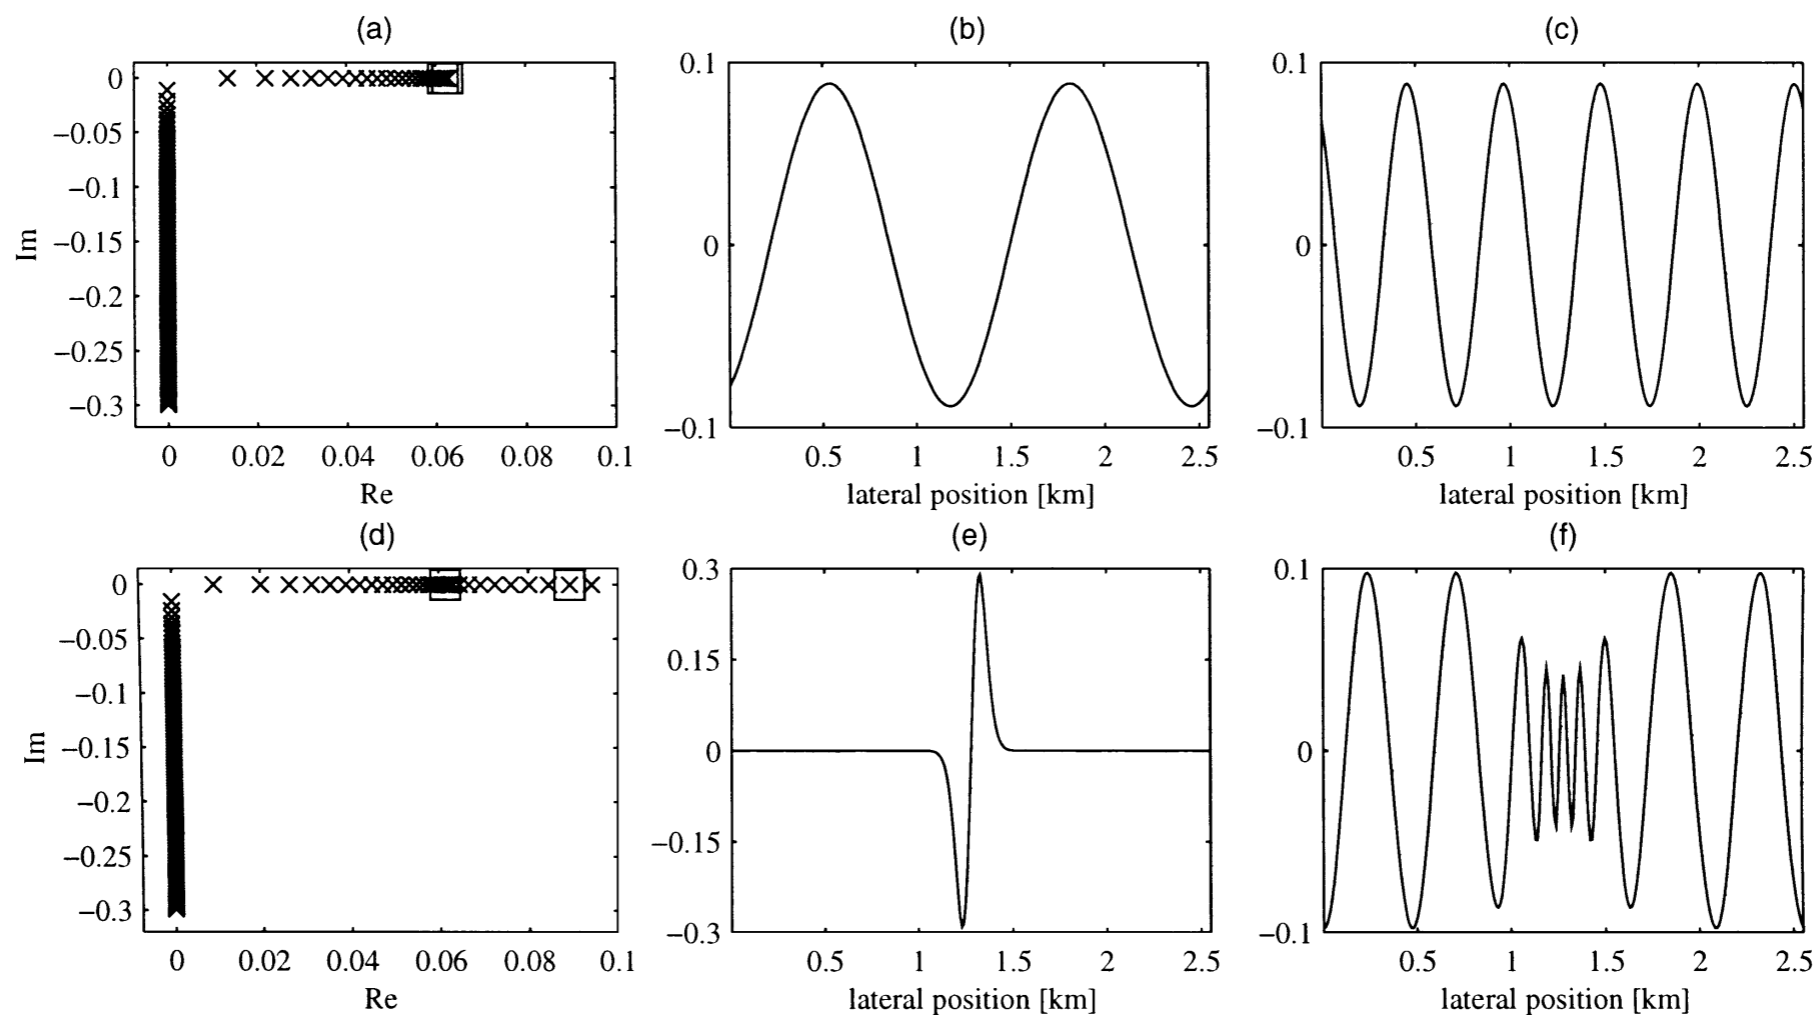 (a)
0
−0.05
−0.1
−0.15
−0.2
−0.25
−0.3
Im
0 0.02 0.04 0.06 0.08 0.1
Re
(b)
0.1
0
−0.1
0.5 1 1.5 2 2.5
lateral position [km]
(c)
0.1
0
−0.1
0.5 1 1.5 2 2.5
lateral position [km]
(d)
0
−0.05
−0.1
−0.15
−0.2
−0.25
−0.3
Im
0 0.02 0.04 0.06 0.08 0.1
Re
(e)
0.3
0.15
0
−0.15
−0.3
0.5 1 1.5 2 2.5
lateral position [km]
(f)
0.1
0
−0.1
0.5 1 1.5 2 2.5
lateral position [km]